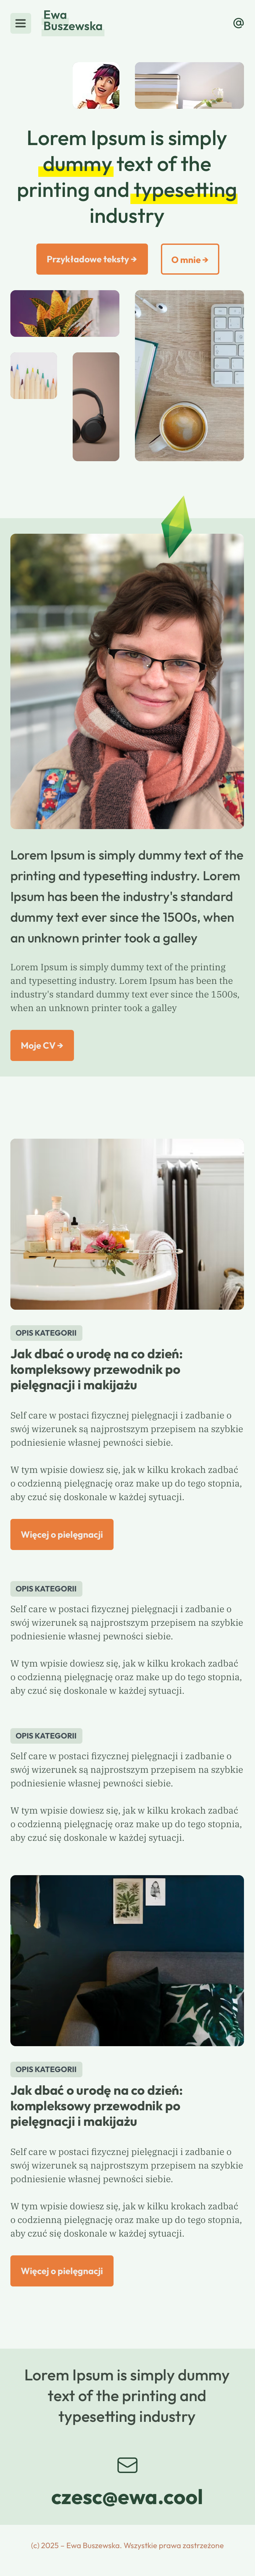 Ewa
Buszewska
Lorem Ipsum is simply
dummy text of the
printing and typesetting
industry
Przykładowe teksty →
O mnie →
Lorem Ipsum is simply dummy text of the
printing and typesetting industry. Lorem
Ipsum has been the industry's standard
dummy text ever since the 1500s, when
an unknown printer took a galley
Lorem Ipsum is simply dummy text of the printing
and typesetting industry. Lorem Ipsum has been the
industry's standard dummy text ever since the 1500s,
when an unknown printer took a galley
Moje CV →
OPIS KATEGORII
Jak dbać o urodę na co dzień:
kompleksowy przewodnik po
pielęgnacji i makijażu
Self care w postaci fizycznej pielęgnacji i zadbanie o
swój wizerunek są najprostszym przepisem na szybkie
podniesienie własnej pewności siebie.
W tym wpisie dowiesz się, jak w kilku krokach zadbać
o codzienną pielęgnację oraz make up do tego stopnia,
aby czuć się doskonale w każdej sytuacji.
Więcej o pielęgnacji
OPIS KATEGORII
Self care w postaci fizycznej pielęgnacji i zadbanie o
swój wizerunek są najprostszym przepisem na szybkie
podniesienie własnej pewności siebie.
W tym wpisie dowiesz się, jak w kilku krokach zadbać
o codzienną pielęgnację oraz make up do tego stopnia,
aby czuć się doskonale w każdej sytuacji.
OPIS KATEGORII
Self care w postaci fizycznej pielęgnacji i zadbanie o
swój wizerunek są najprostszym przepisem na szybkie
podniesienie własnej pewności siebie.
W tym wpisie dowiesz się, jak w kilku krokach zadbać
o codzienną pielęgnację oraz make up do tego stopnia,
aby czuć się doskonale w każdej sytuacji.
OPIS KATEGORII
Jak dbać o urodę na co dzień:
kompleksowy przewodnik po
pielęgnacji i makijażu
Self care w postaci fizycznej pielęgnacji i zadbanie o
swój wizerunek są najprostszym przepisem na szybkie
podniesienie własnej pewności siebie.
W tym wpisie dowiesz się, jak w kilku krokach zadbać
o codzienną pielęgnację oraz make up do tego stopnia,
aby czuć się doskonale w każdej sytuacji.
Więcej o pielęgnacji
Lorem Ipsum is simply dummy
text of the printing and
typesetting industry
czesc@ewa.cool
(c) 2025 – Ewa Buszewska. Wszystkie prawa zastrzeżone